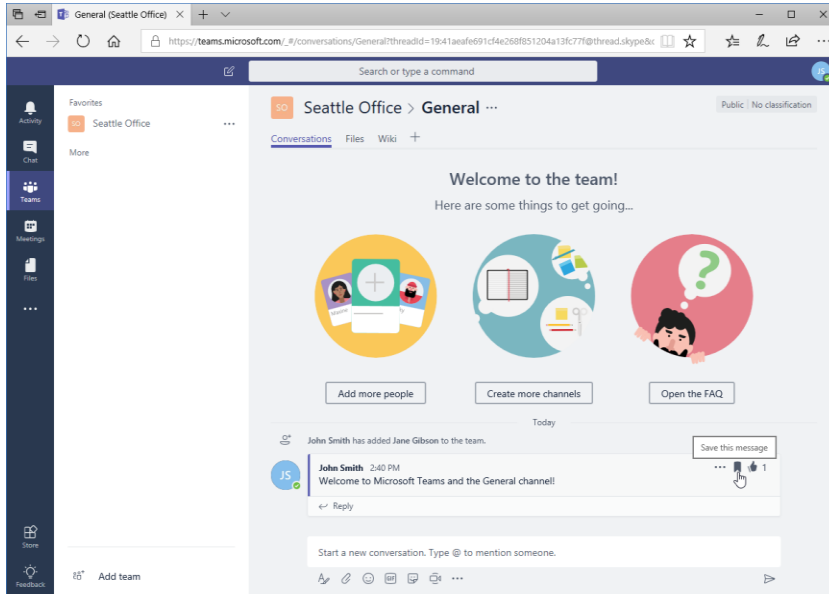 General (Seattle Office)
https://teams.microsoft.com/_#/conversations/General?threadId=19:41aeafe691cf4e268f851204a13fc77f@thread.skype&c
Search or type a command
JS
Activity
Chat
Teams
Meetings
Files
Store
Feedback
Favorites
SO Seattle Office
More
Add team
SO Seattle Office > General
Public No classification
Conversations Files Wiki
Welcome to the team!
Here are some things to get going...
Maxine
Add more people
Create more channels
Open the FAQ
Today
John Smith has added Jane Gibson to the team.
Save this message
JS
John Smith 2:40 PM
1
Welcome to Microsoft Teams and the General channel!
Reply
Start a new conversation. Type @ to mention someone.
GIF